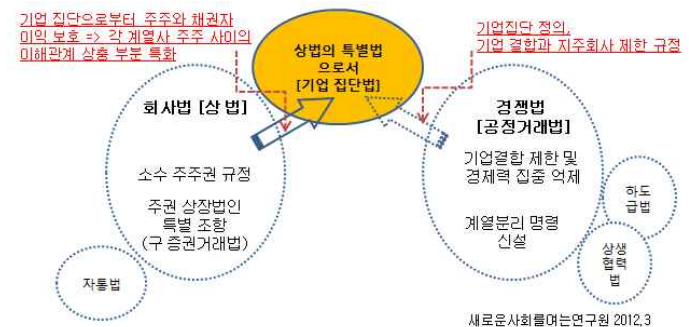 기업 집단으로부터 주주와 채권자
이익 보호 => 각 계열사 주주 사이의
이해관계 상충 부분 특화
상법의 특별법
으로서
[기업 집단법]
기업집단 정의,
기업 결합과 지주회사 제한 규정
회사법 [상 법]
소수 주주권 규정
주권 상장법인
특별 조항
(구 증권거래법)
자통법
경쟁법
[공정거래법]
기업결합 제한 및
경제력 집중 억제
계열분리 명령
신설
하도
급법
상생
협력
법
새로운사회를여는연구원 2012.3